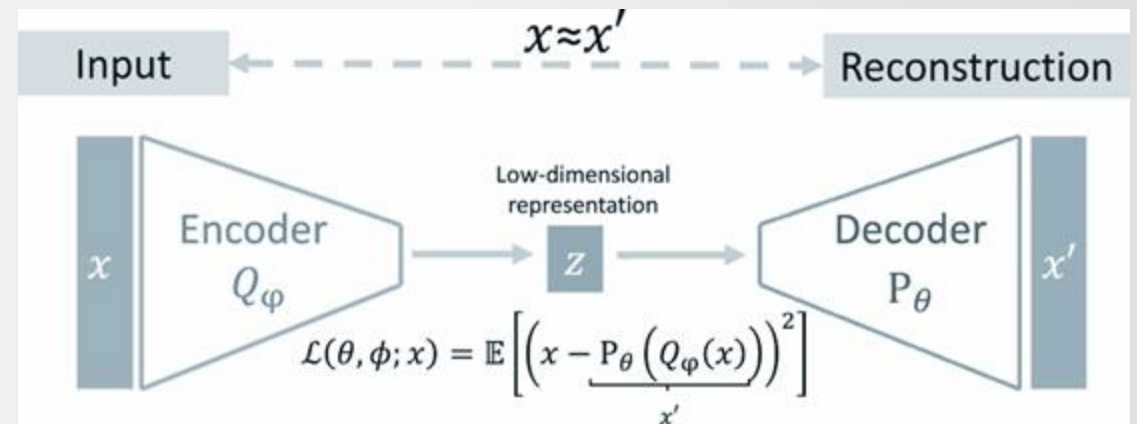 x≈x′
Input
Reconstruction
Low-dimensional
representation
x
Encoder
Q_φ
z
Decoder
P_θ
x′
ℒ(θ, ϕ; x) = 𝔼[(x − P_θ(Q_φ(x)))²]
x′